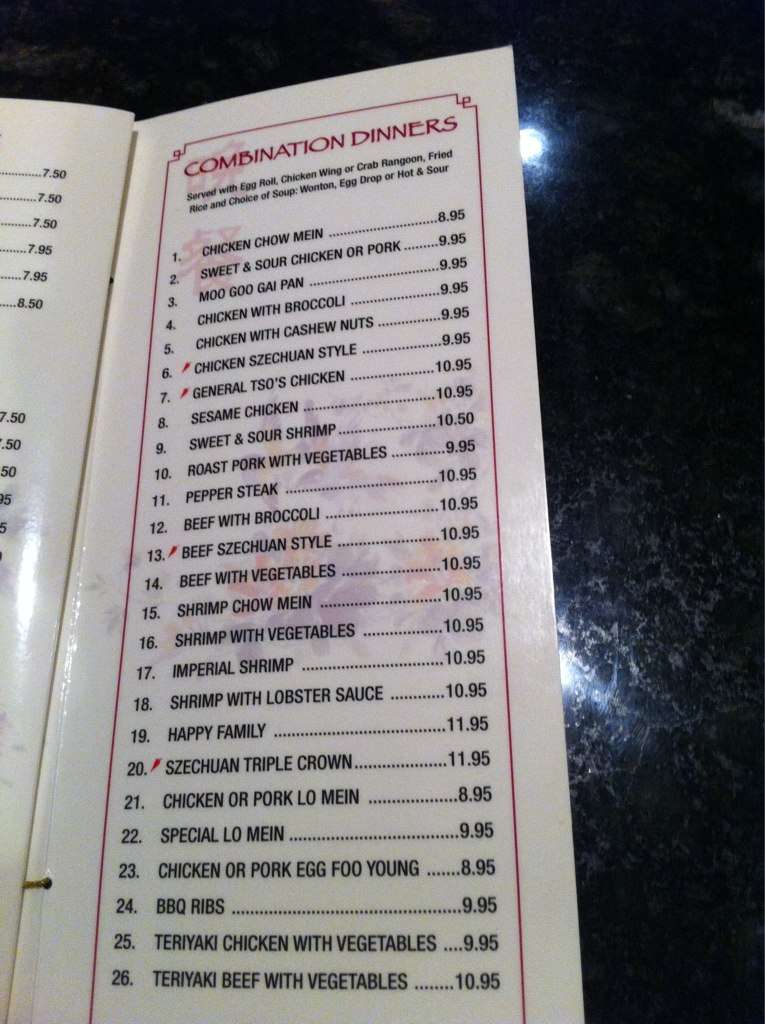 .......7.50
.......7.50
.......7.50
.......7.95
.......7.95
.......8.50
7.50
.50
50
95
5
COMBINATION DINNERS
Served with Egg Roll, Chicken Wing or Crab Rangoon, Fried
Rice and Choice of Soup: Wonton, Egg Drop or Hot & Sour
1. CHICKEN CHOW MEIN .......8.95
2. SWEET & SOUR CHICKEN OR PORK .......9.95
3. MOO GOO GAI PAN .......9.95
4. CHICKEN WITH BROCCOLI .......9.95
5. CHICKEN WITH CASHEW NUTS .......9.95
6. CHICKEN SZECHUAN STYLE .......9.95
7. GENERAL TSO'S CHICKEN .......10.95
8. SESAME CHICKEN .......10.95
9. SWEET & SOUR SHRIMP.......10.50
10. ROAST PORK WITH VEGETABLES .......9.95
11. PEPPER STEAK .......10.95
12. BEEF WITH BROCCOLI .......10.95
13. BEEF SZECHUAN STYLE .......10.95
14. BEEF WITH VEGETABLES .......10.95
15. SHRIMP CHOW MEIN .......10.95
16. SHRIMP WITH VEGETABLES .......10.95
17. IMPERIAL SHRIMP .......10.95
18. SHRIMP WITH LOBSTER SAUCE .......10.95
19. HAPPY FAMILY .......11.95
20. SZECHUAN TRIPLE CROWN.......11.95
21. CHICKEN OR PORK LO MEIN .......8.95
22. SPECIAL LO MEIN .......9.95
23. CHICKEN OR PORK EGG FOO YOUNG .......8.95
24. BBQ RIBS .......9.95
25. TERIYAKI CHICKEN WITH VEGETABLES ....9.95
26. TERIYAKI BEEF WITH VEGETABLES ........10.95